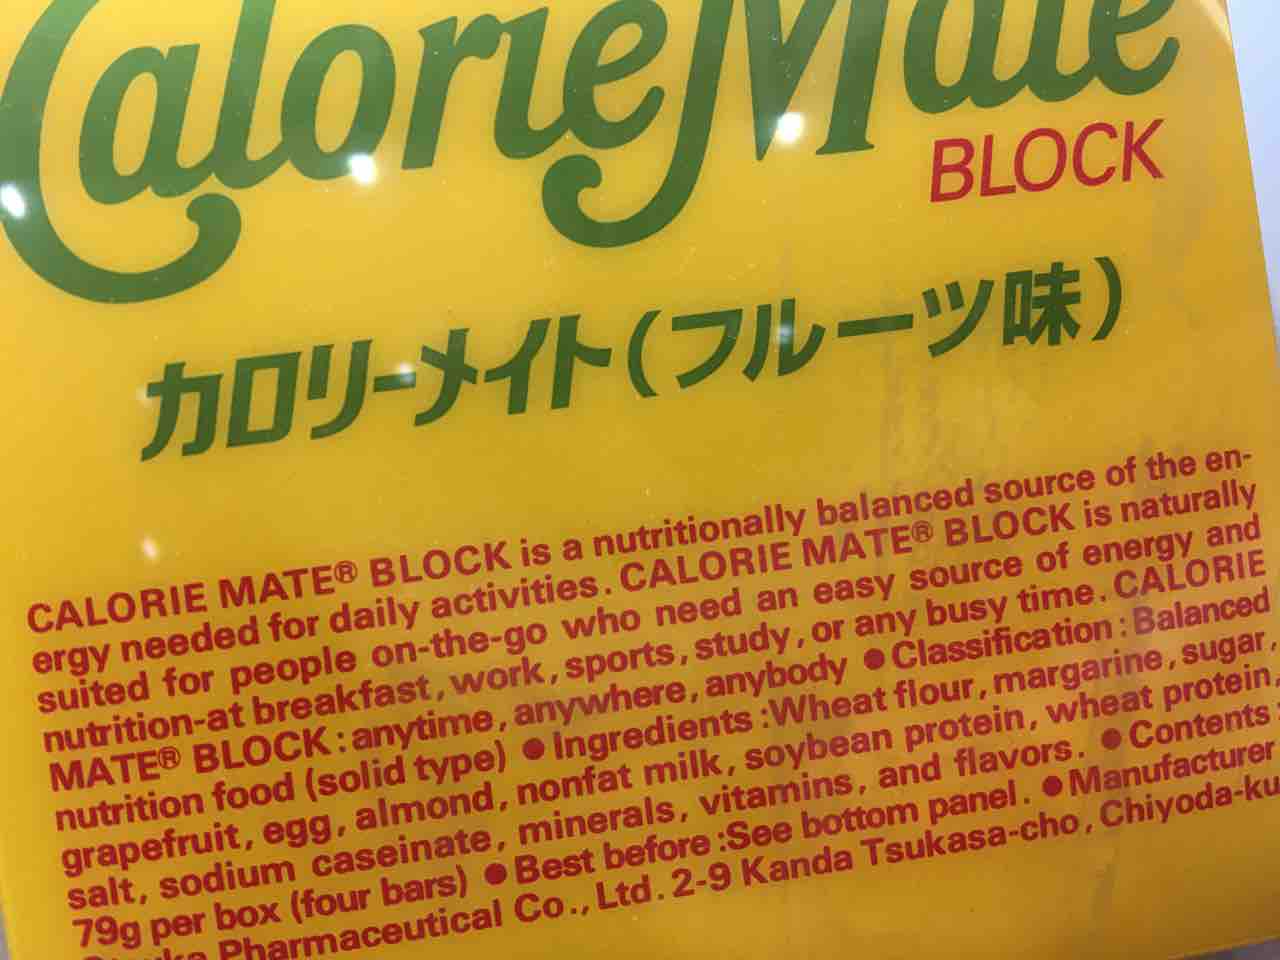 CalorieMate
BLOCK
カロリーメイト(フルーツ味)
CALORIE MATE® BLOCK is a nutritionally balanced source of the en-
ergy needed for daily activities. CALORIE MATE® BLOCK is naturally
suited for people on-the-go who need an easy source of energy and
nutrition-at breakfast, work, sports, study, or any busy time. CALORIE
MATE® BLOCK : anytime, anywhere, anybody ●Classification : Balanced
nutrition food (solid type) ●Ingredients :Wheat flour, margarine, sugar,
grapefruit, egg, almond, nonfat milk, soybean protein, wheat protein,
salt, sodium caseinate, minerals, vitamins, and flavors. ●Contents :
79g per box (four bars) ●Best before :See bottom panel. ●Manufacturer
Otsuka Pharmaceutical Co., Ltd. 2-9 Kanda Tsukasa-cho, Chiyoda-ku